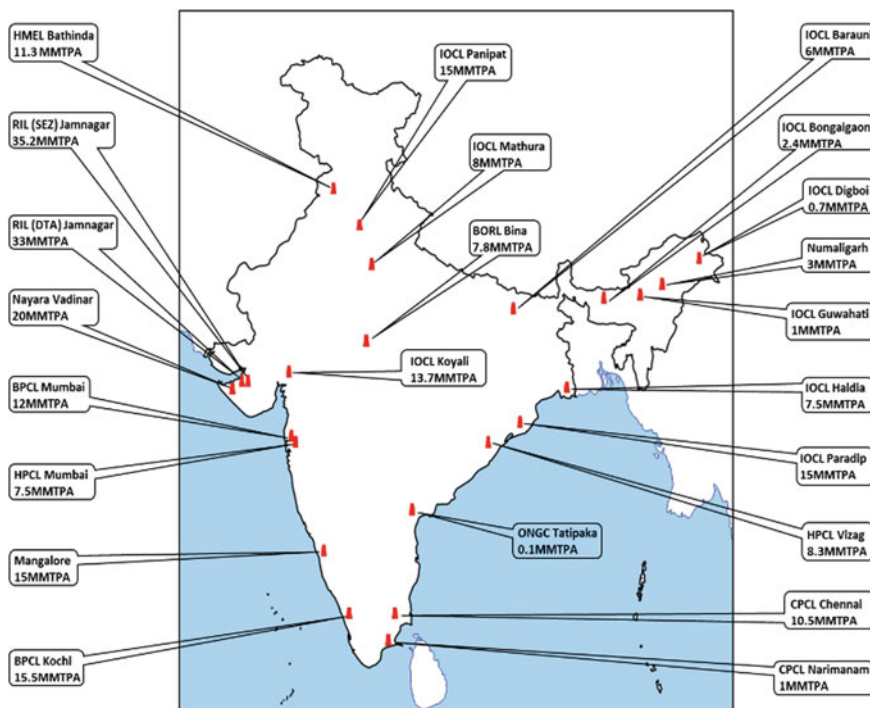 HMEL Bathinda
11.3 MMTPA
IOCL Panipat
15MMTPA
IOCL Barauni
6MMTPA
RIL (SEZ) Jamnagar
35.2MMTPA
IOCL Mathura
8MMTPA
IOCL Bongaigaon
2.4MMTPA
IOCL Digboi
0.7MMTPA
RIL (DTA) Jamnagar
33MMTPA
BORL Bina
7.8MMTPA
Numaligarh
3MMTPA
Nayara Vadinar
20MMTPA
IOCL Guwahati
1MMTPA
BPCL Mumbai
12MMTPA
IOCL Koyali
13.7MMTPA
IOCL Haldia
7.5MMTPA
HPCL Mumbai
7.5MMTPA
IOCL Paradip
15MMTPA
ONGC Tatipaka
0.1MMTPA
HPCL Vizag
8.3MMTPA
Mangalore
15MMTPA
CPCL Chennai
10.5MMTPA
BPCL Kochi
15.5MMTPA
CPCL Narimanam
1MMTPA